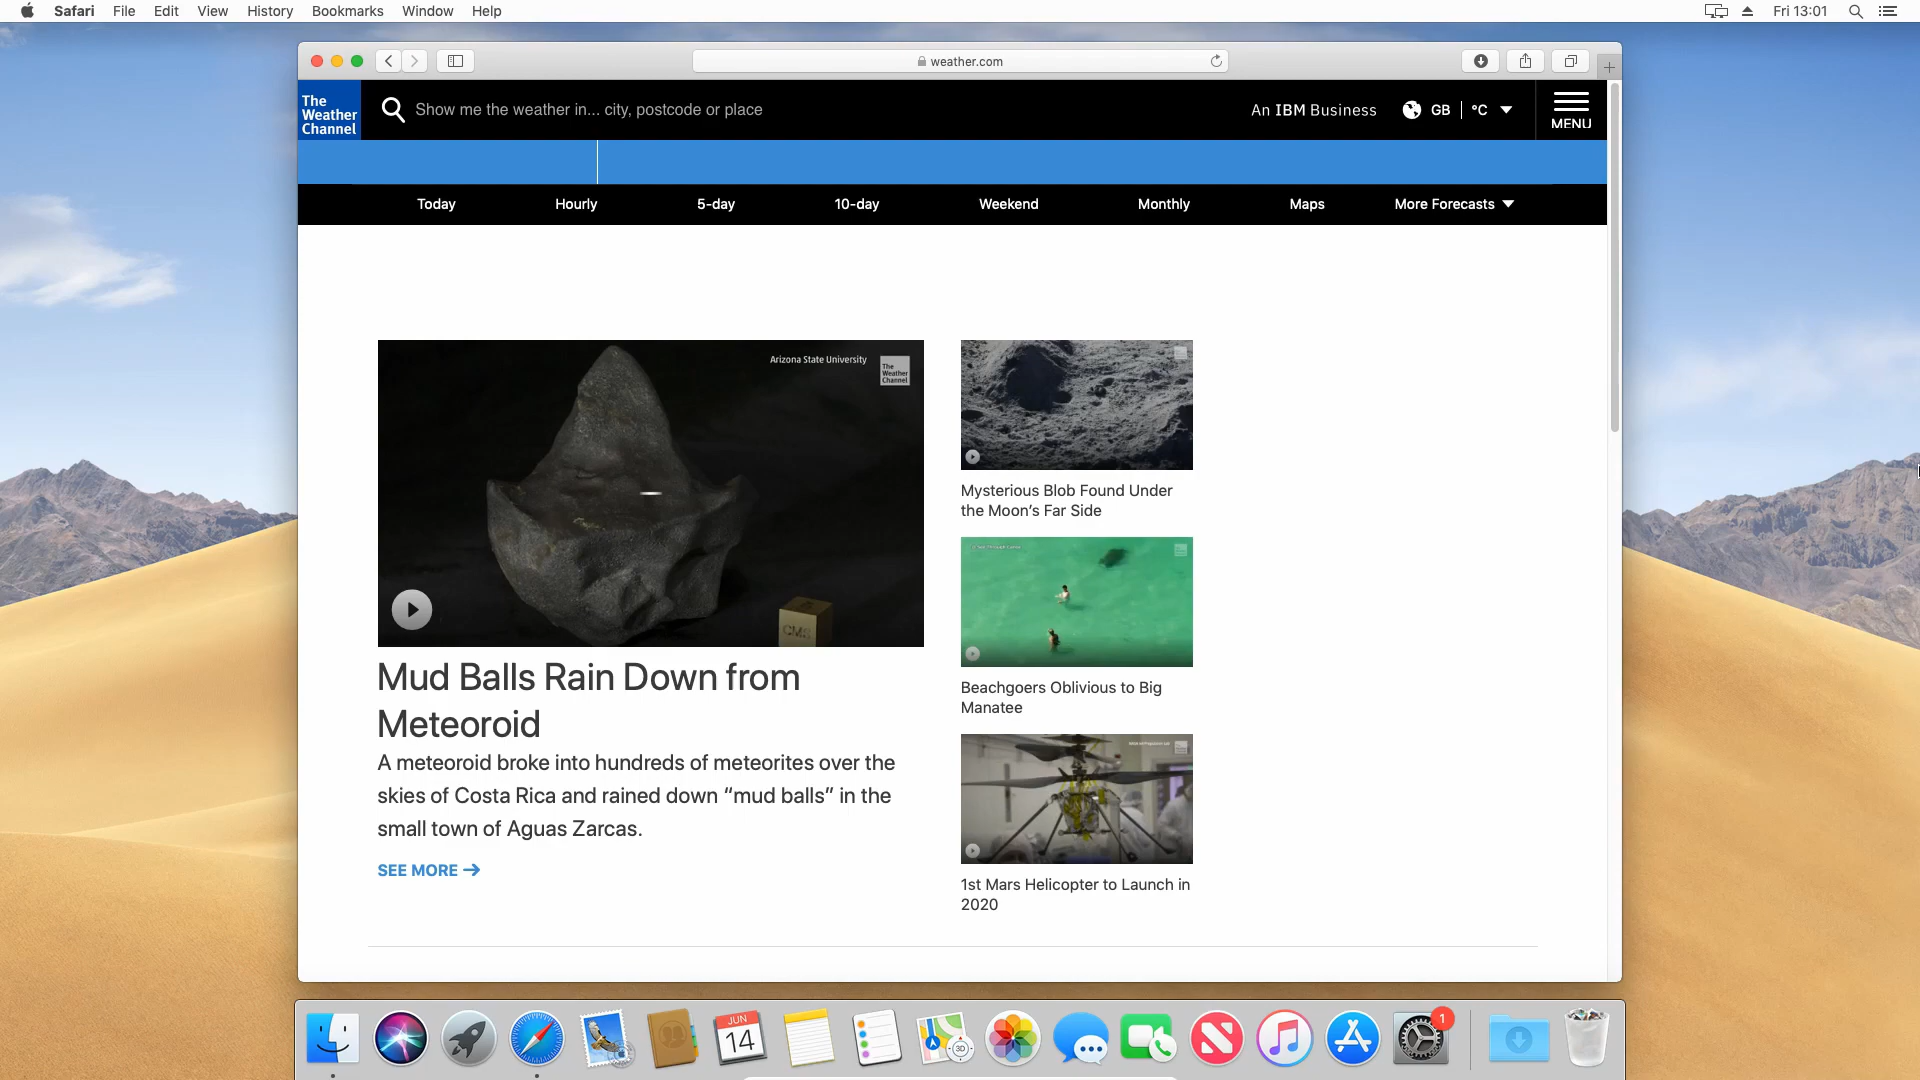 Safari File Edit View History Bookmarks Window Help
Fri 13:01
weather.com
The
Weather
Channel
Show me the weather in... city, postcode or place
An IBM Business
GB
°C
MENU
Today
Hourly
5-day
10-day
Weekend
Monthly
Maps
More Forecasts
Arizona State University
The
Weather
Channel
CMS
Mud Balls Rain Down from
Meteoroid
A meteoroid broke into hundreds of meteorites over the
skies of Costa Rica and rained down “mud balls” in the
small town of Aguas Zarcas.
SEE MORE
Mysterious Blob Found Under
the Moon’s Far Side
Beachgoers Oblivious to Big
Manatee
1st Mars Helicopter to Launch in
2020
JUN
14
3D
1